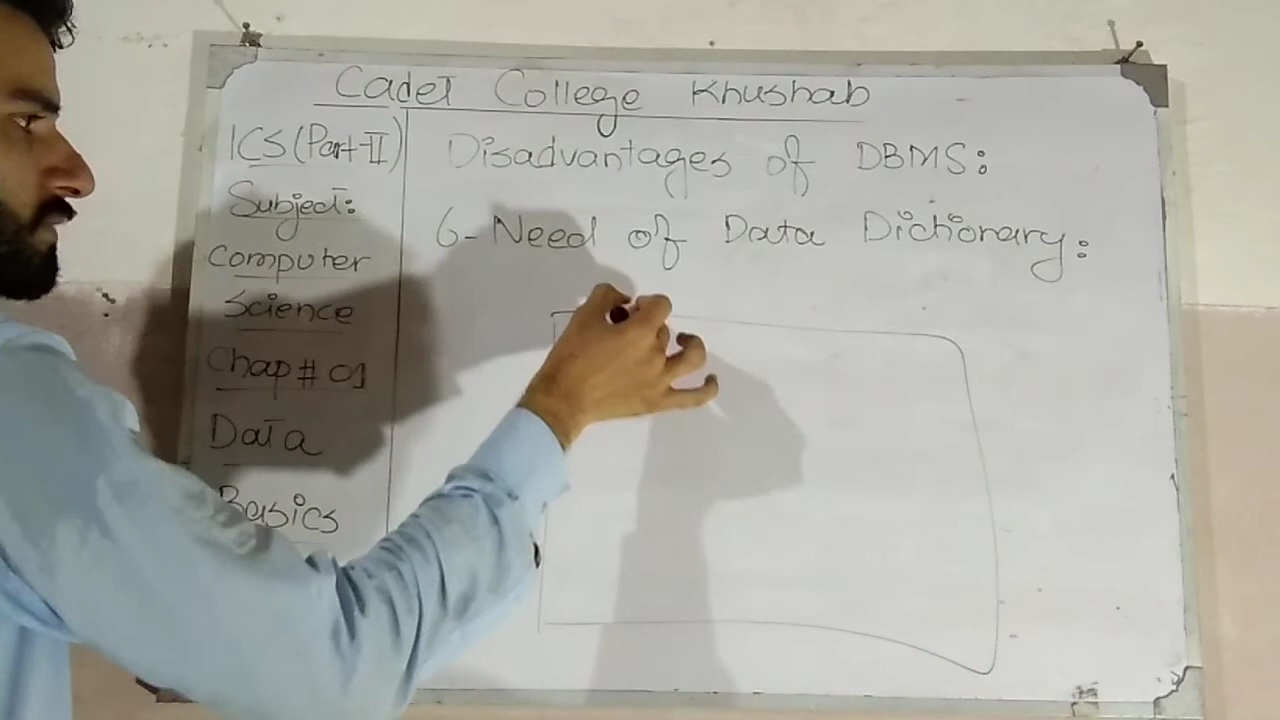 Cadet College Khushab
ICS (Part-II)
Subject:
Computer
Science
Chap # 01
Data
Basics
Disadvantages of DBMS:
6- Need of Data Dictionary: